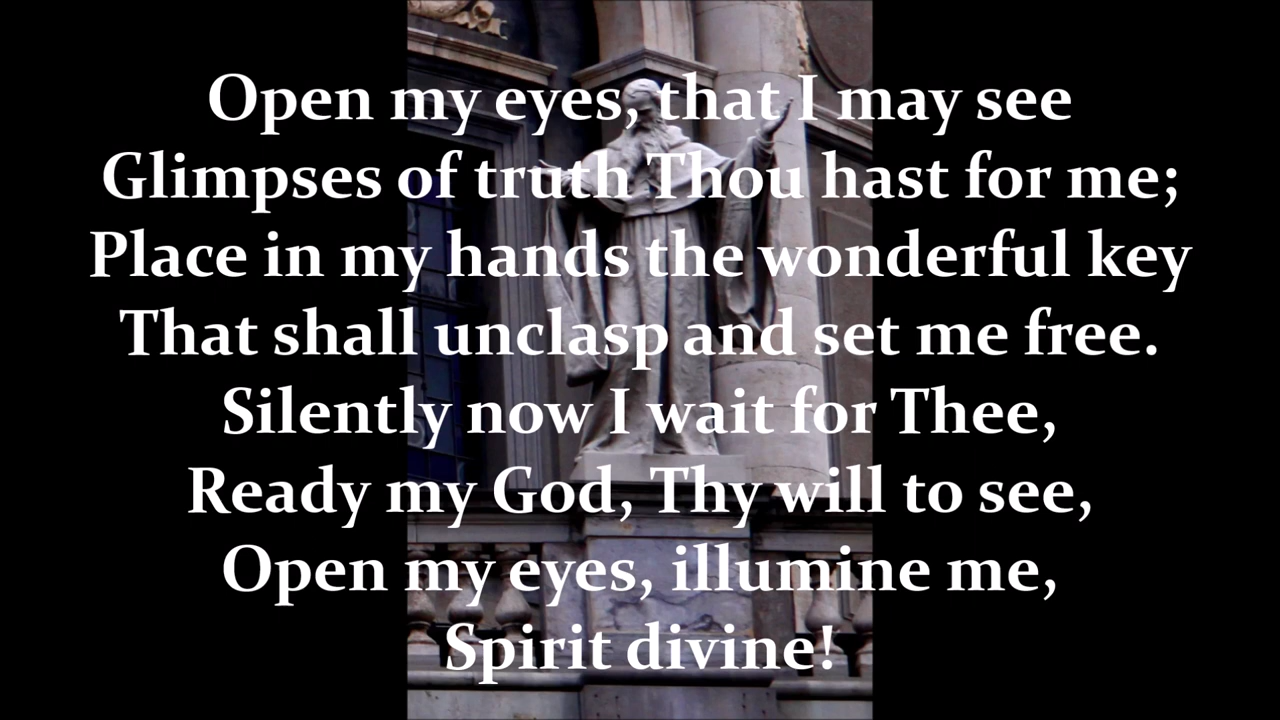 Open my eyes, that I may see
Glimpses of truth Thou hast for me;
Place in my hands the wonderful key
That shall unclasp and set me free.
Silently now I wait for Thee,
Ready my God, Thy will to see,
Open my eyes, illumine me,
Spirit divine!